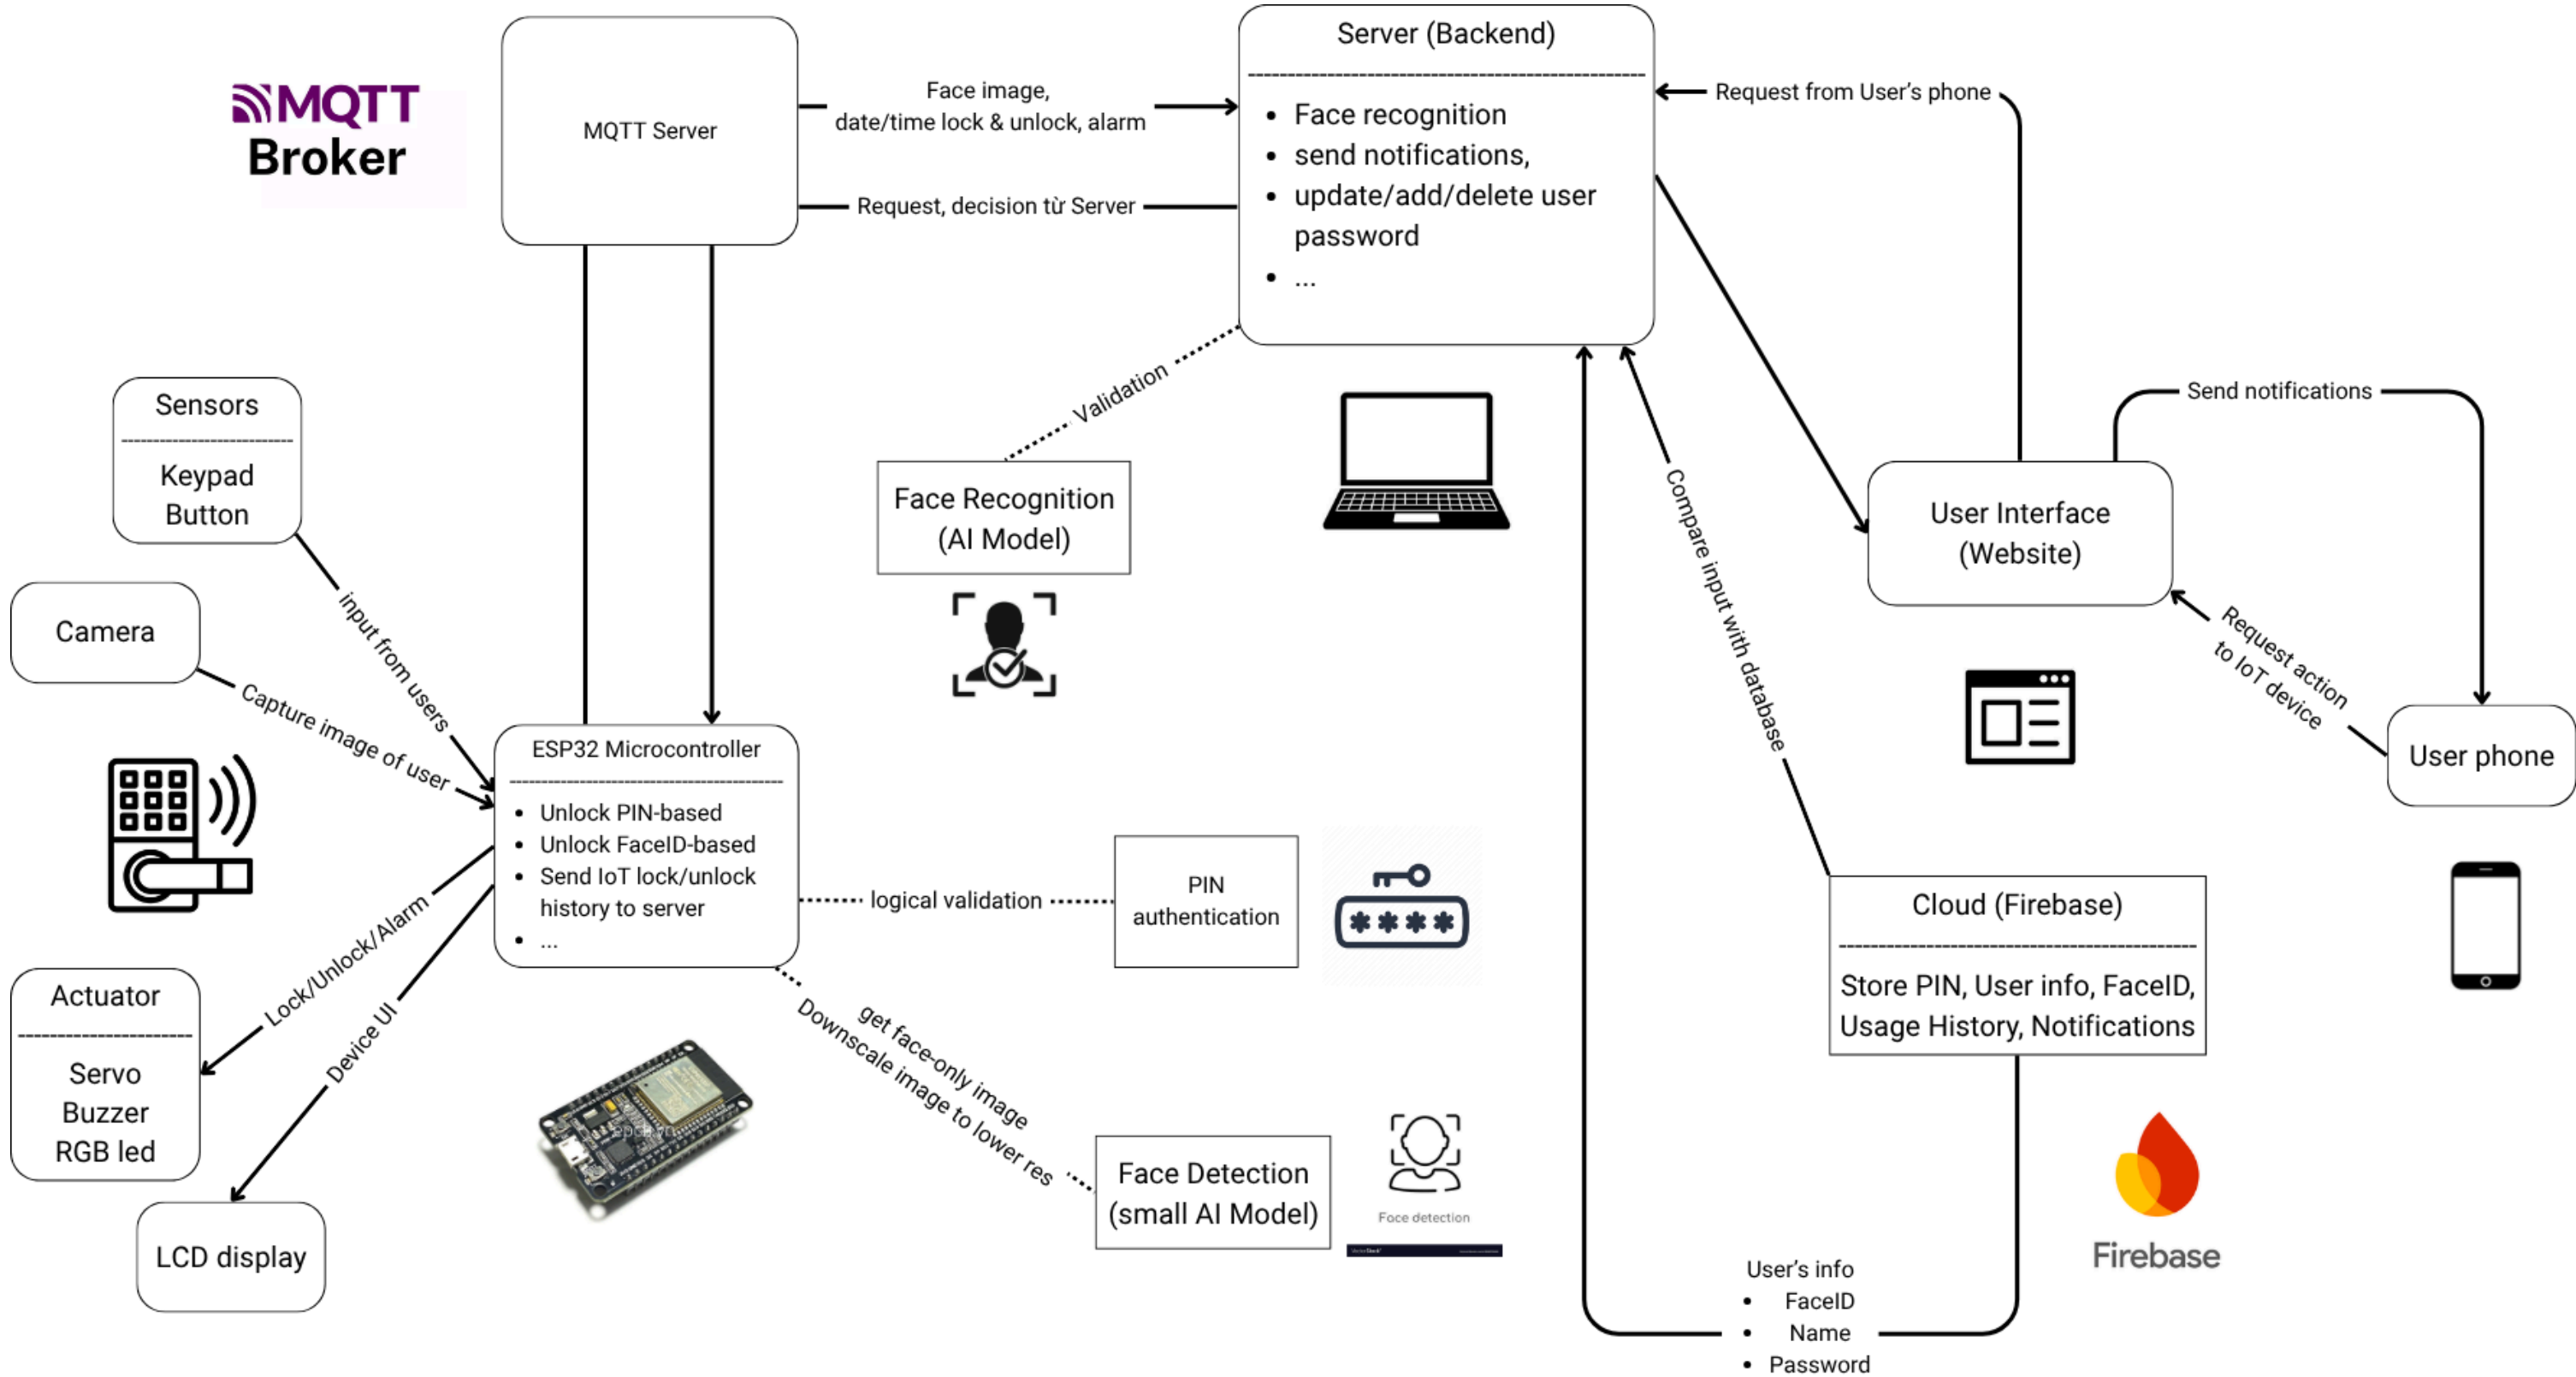 MQTT
Broker
MQTT Server
Face image,
date/time lock & unlock, alarm
Request, decision từ Server
Server (Backend)
Face recognition
send notifications,
update/add/delete user
password
...
Request from User's phone
Send notifications
Validation
Face Recognition
(AI Model)
Sensors
Keypad
Button
Camera
input from users
Capture image of user
ESP32 Microcontroller
Unlock PIN-based
Unlock FaceID-based
Send IoT lock/unlock
history to server
...
Lock/Unlock/Alarm
Device UI
Actuator
Servo
Buzzer
RGB led
LCD display
logical validation
PIN
authentication
****
get face-only image
Downscale image to lower res
Face Detection
(small AI Model)
Face detection
Compare input with database
User Interface
(Website)
Request action
to IoT device
User phone
Cloud (Firebase)
Store PIN, User info, FaceID,
Usage History, Notifications
Firebase
User's info
FaceID
Name
Password